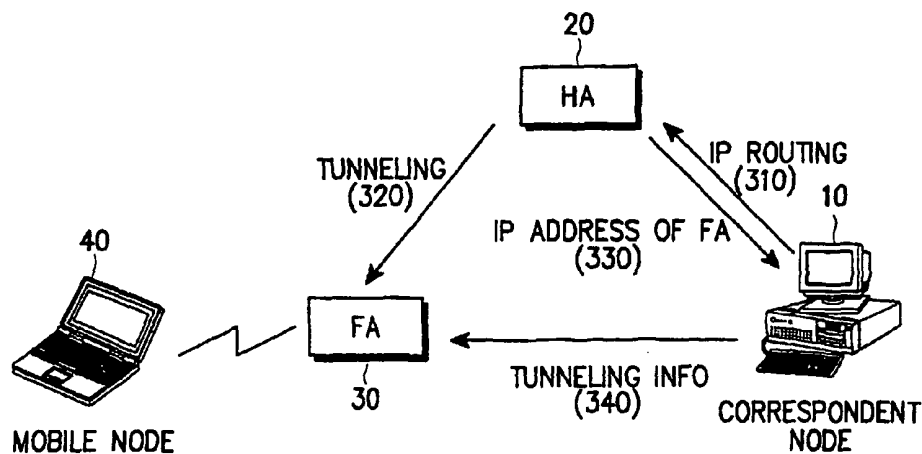 20
HA
IP ROUTING
(310)
10
TUNNELING
(320)
IP ADDRESS OF FA
(330)
40
FA
30
TUNNELING INFO
(340)
MOBILE NODE
CORRESPONDENT
NODE